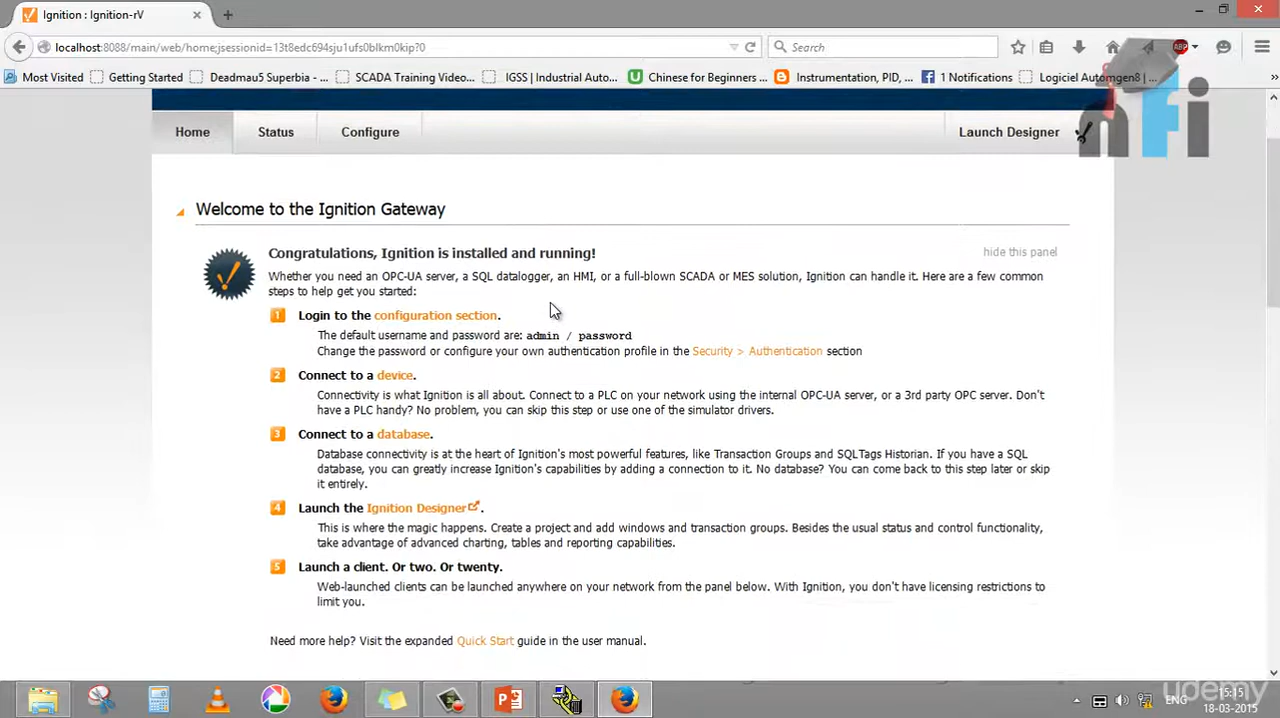 Ignition : Ignition-rV
localhost:8088/main/web/home;jsessionid=13t8edc694sju1ufs0blkm0kip?0
Search
ABP
Most Visited Getting Started Deadmau5 Superbia - ... SCADA Training Video... IGSS | Industrial Auto... Chinese for Beginners ... Instrumentation, PID, ... 1 Notifications Logiciel Automgen8 | ...
nfi
Home Status Configure Launch Designer
Welcome to the Ignition Gateway
Congratulations, Ignition is installed and running!
hide this panel
Whether you need an OPC-UA server, a SQL datalogger, an HMI, or a full-blown SCADA or MES solution, Ignition can handle it. Here are a few common
steps to help get you started:
1 Login to the configuration section.
The default username and password are: admin / password
Change the password or configure your own authentication profile in the Security > Authentication section
2 Connect to a device.
Connectivity is what Ignition is all about. Connect to a PLC on your network using the internal OPC-UA server, or a 3rd party OPC server. Don't
have a PLC handy? No problem, you can skip this step or use one of the simulator drivers.
3 Connect to a database.
Database connectivity is at the heart of Ignition's most powerful features, like Transaction Groups and SQLTags Historian. If you have a SQL
database, you can greatly increase Ignition's capabilities by adding a connection to it. No database? You can come back to this step later or skip
it entirely.
4 Launch the Ignition Designer.
This is where the magic happens. Create a project and add windows and transaction groups. Besides the usual status and control functionality,
take advantage of advanced charting, tables and reporting capabilities.
5 Launch a client. Or two. Or twenty.
Web-launched clients can be launched anywhere on your network from the panel below. With Ignition, you don't have licensing restrictions to
limit you.
Need more help? Visit the expanded Quick Start guide in the user manual.
ENG
15:15
18-03-2015
udemy